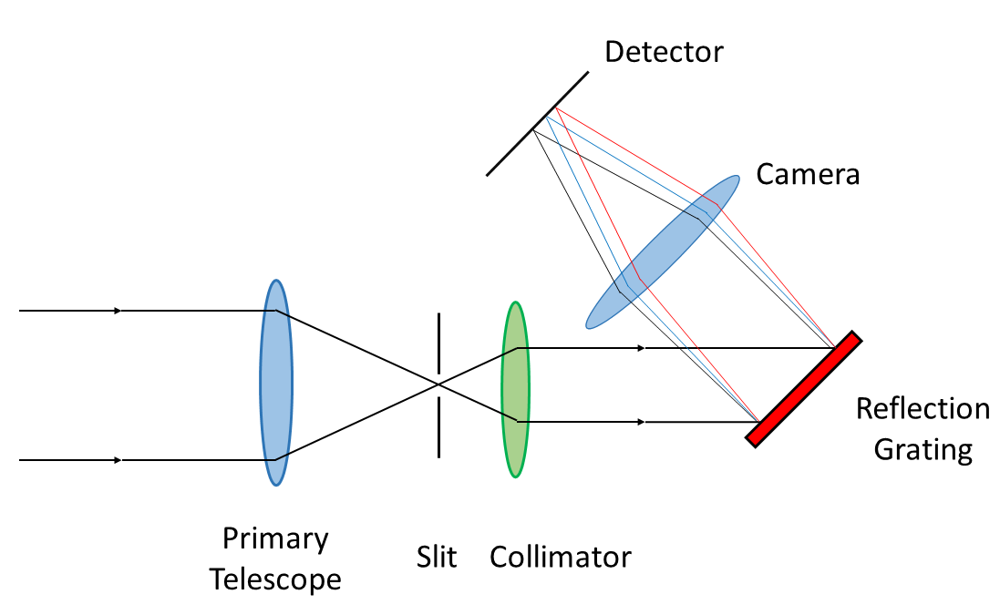 Detector
Camera
Reflection
Grating
Primary
Telescope
Slit
Collimator